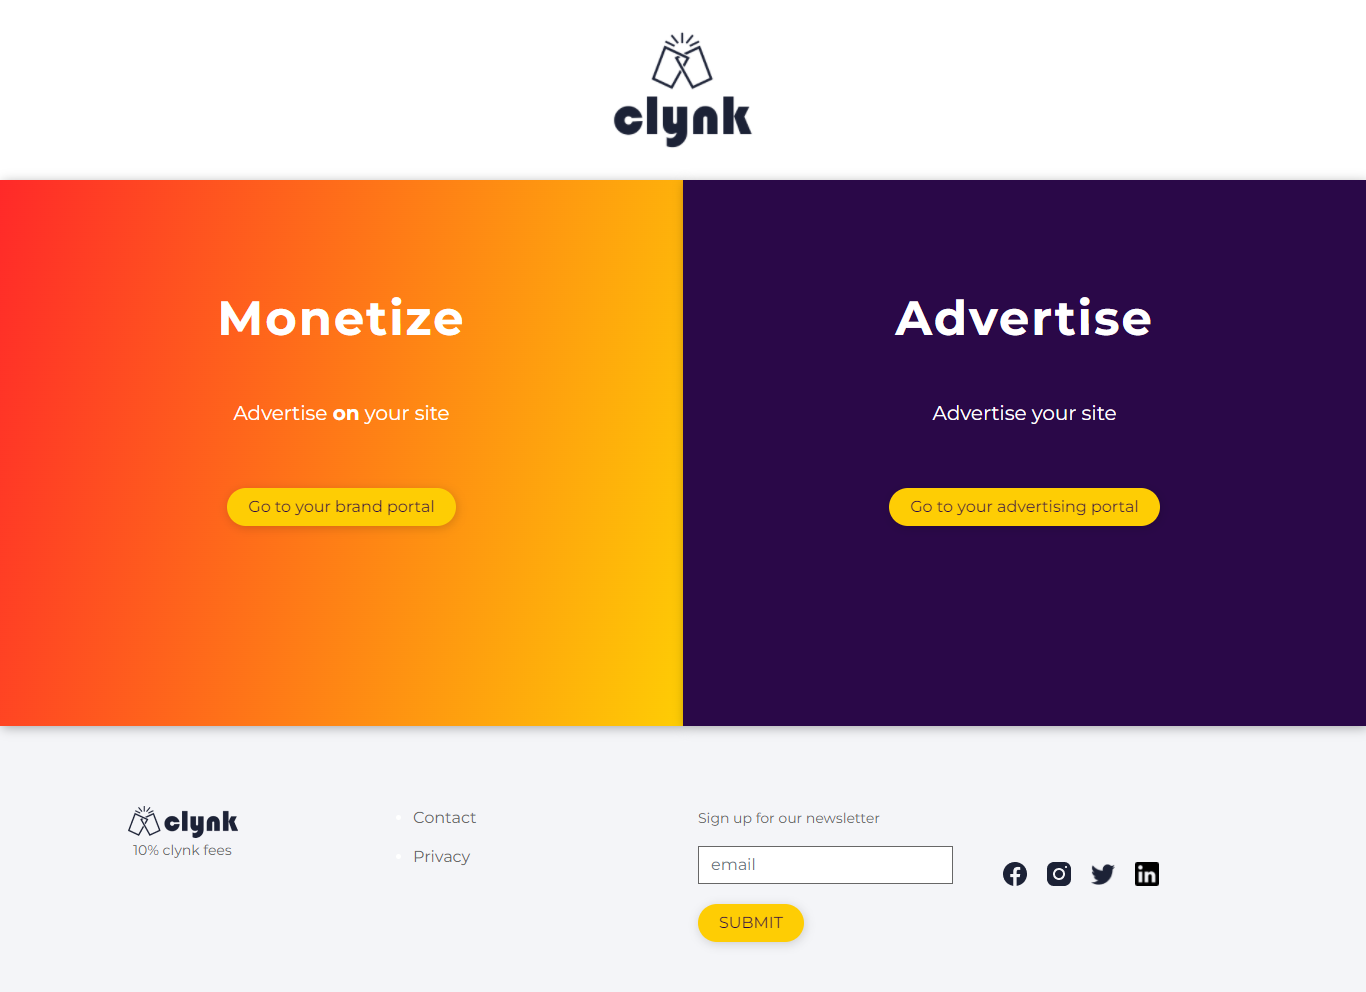 clynk
Monetize
Advertise on your site
Go to your brand portal
Advertise
Advertise your site
Go to your advertising portal
clynk
10% clynk fees
Contact
Privacy
Sign up for our newsletter
email
SUBMIT